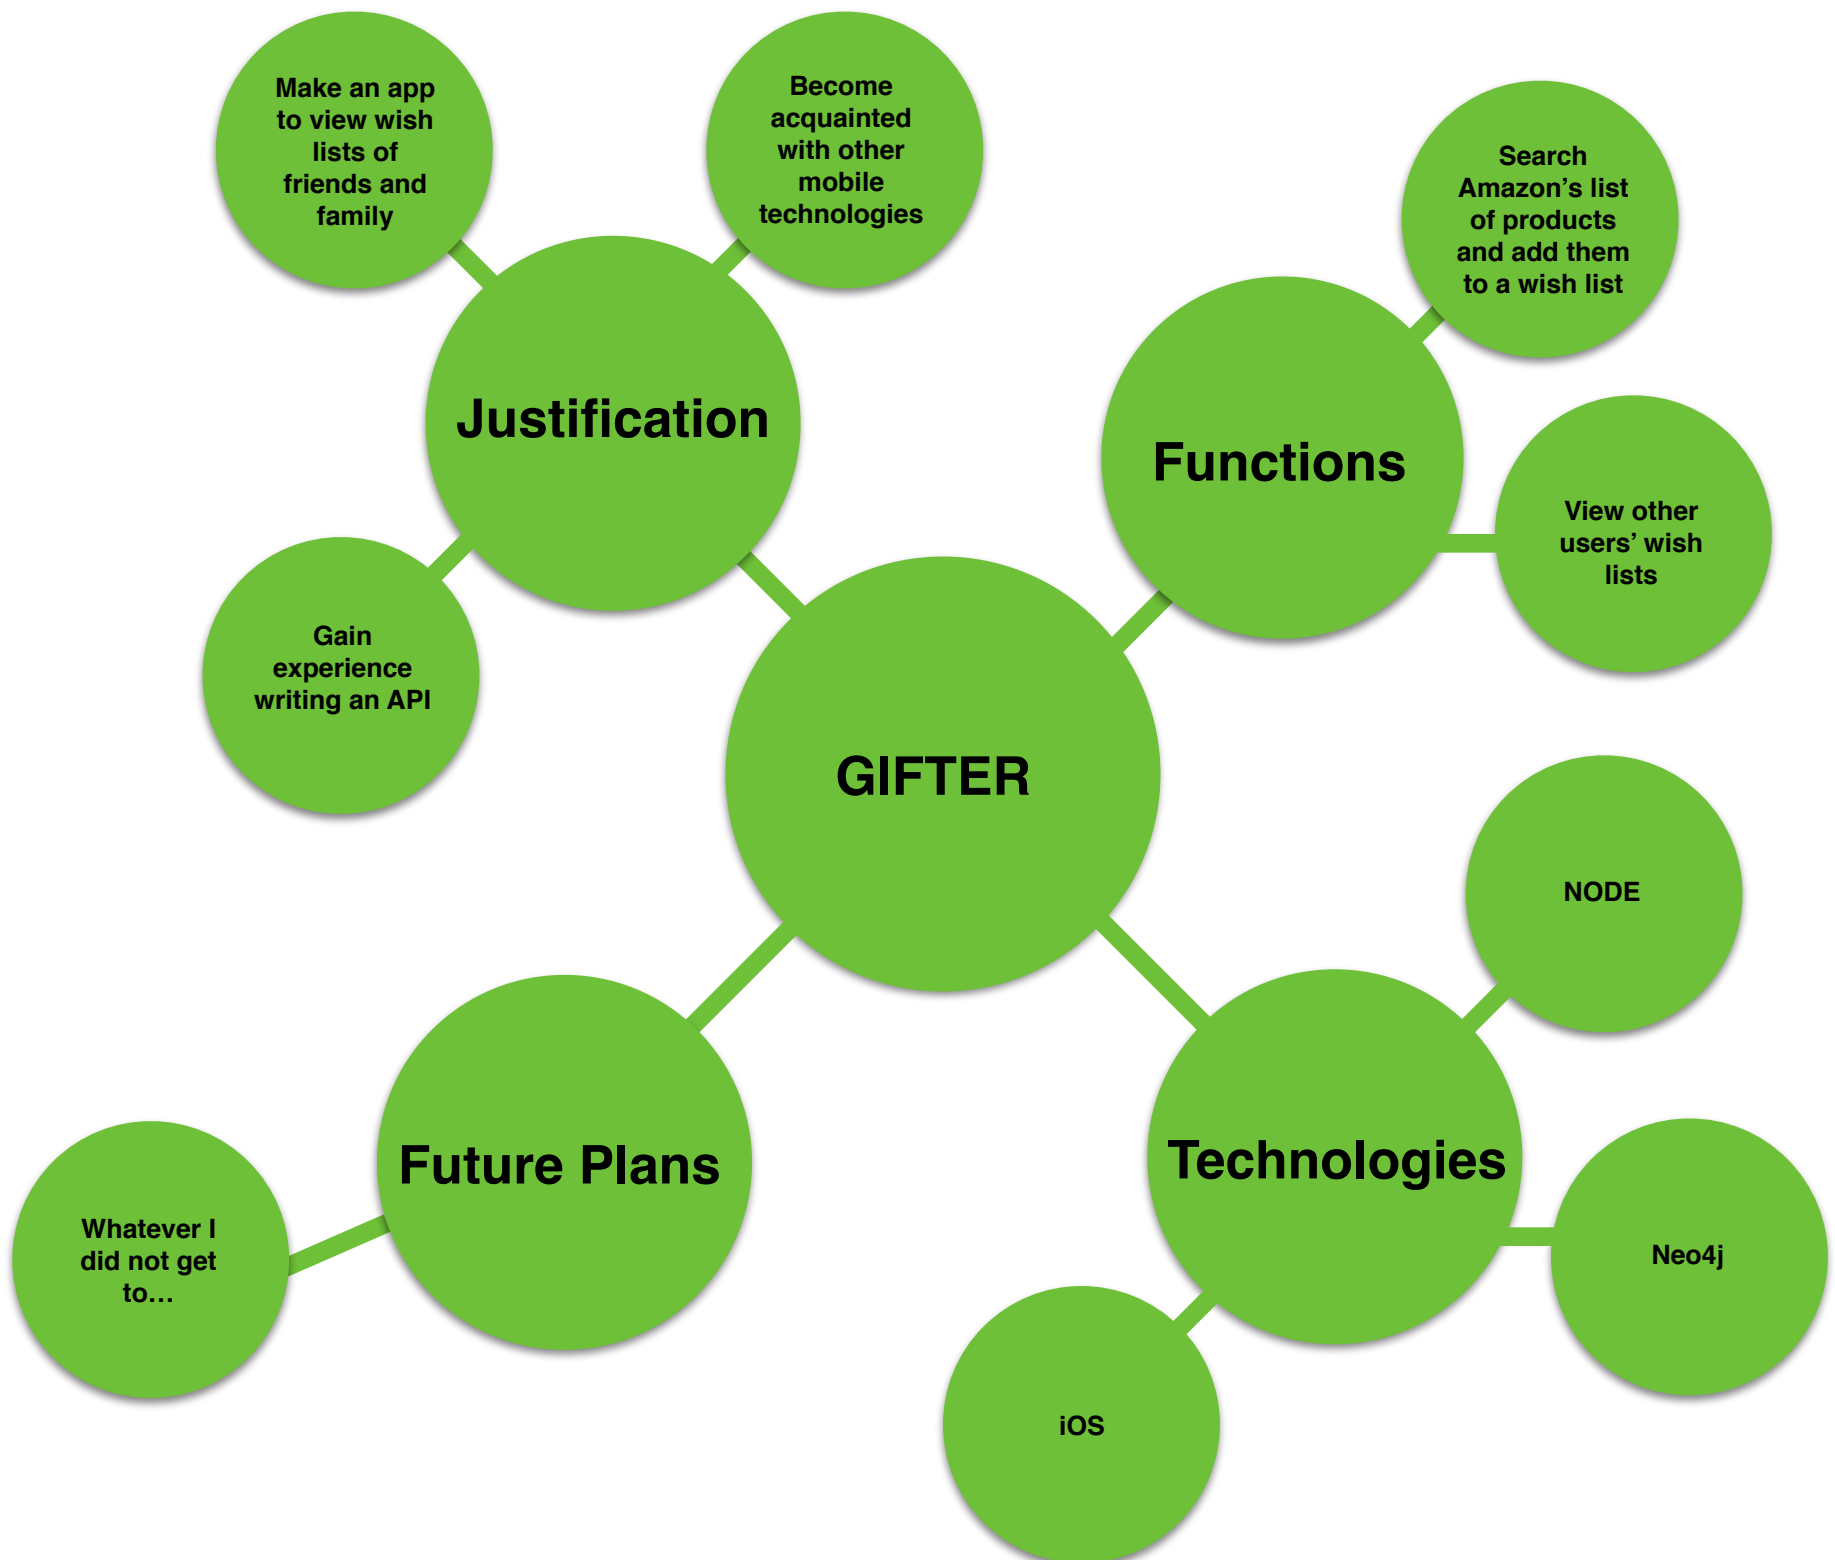 Make an app
to view wish
lists of
friends and
family
Become
acquainted
with other
mobile
technologies
Search
Amazon’s list
of products
and add them
to a wish list
Justification
Functions
View other
users’ wish
lists
Gain
experience
writing an API
GIFTER
NODE
Future Plans
Technologies
Whatever I
did not get
to…
Neo4j
iOS